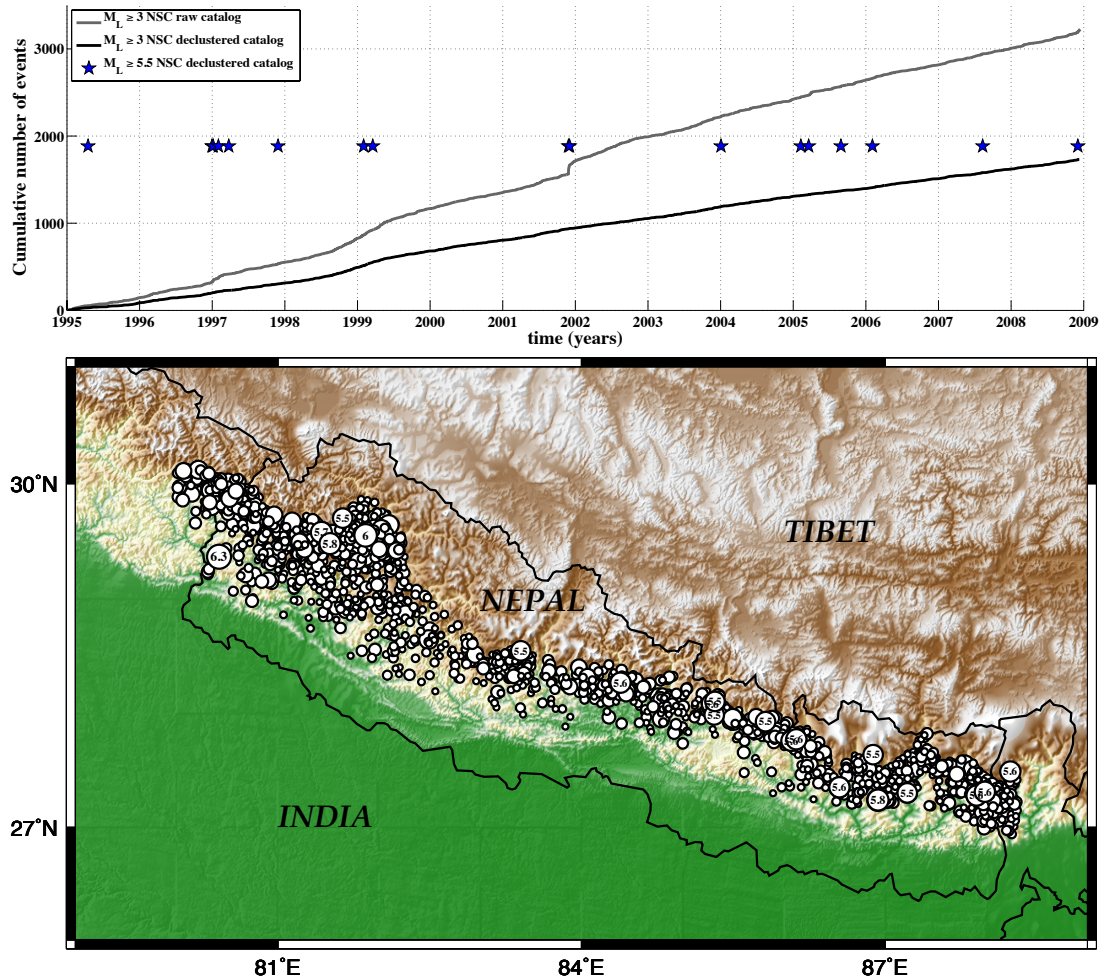 M_L ≥ 3 NSC raw catalog
M_L ≥ 3 NSC declustered catalog
M_L ≥ 5.5 NSC declustered catalog
Cumulative number of events
3000
2000
1000
0
1995 1996 1997 1998 1999 2000 2001 2002 2003 2004 2005 2006 2007 2008 2009
time (years)
30°N
27°N
TIBET
NEPAL
INDIA
5.5
5.7
5.8
6
6.3
5.5
5.6
5.5
5.5
5.6
5.5
5.6
5.6
5.8
5.5
5.6
81°E 84°E 87°E